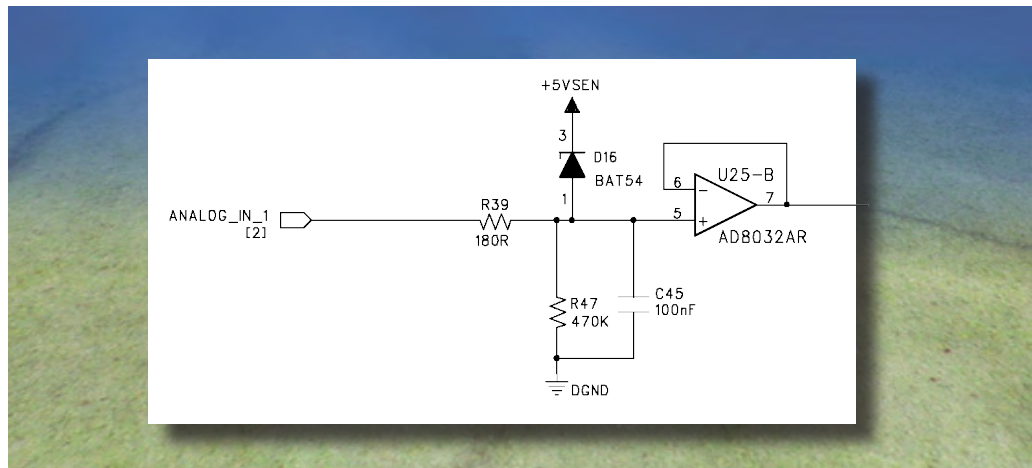 +5VSEN
3
D16
BAT54
1
ANALOG_IN_1
[2]
R39
180R
6
U25-B
7
5
AD8032AR
R47
470K
C45
100nF
DGND